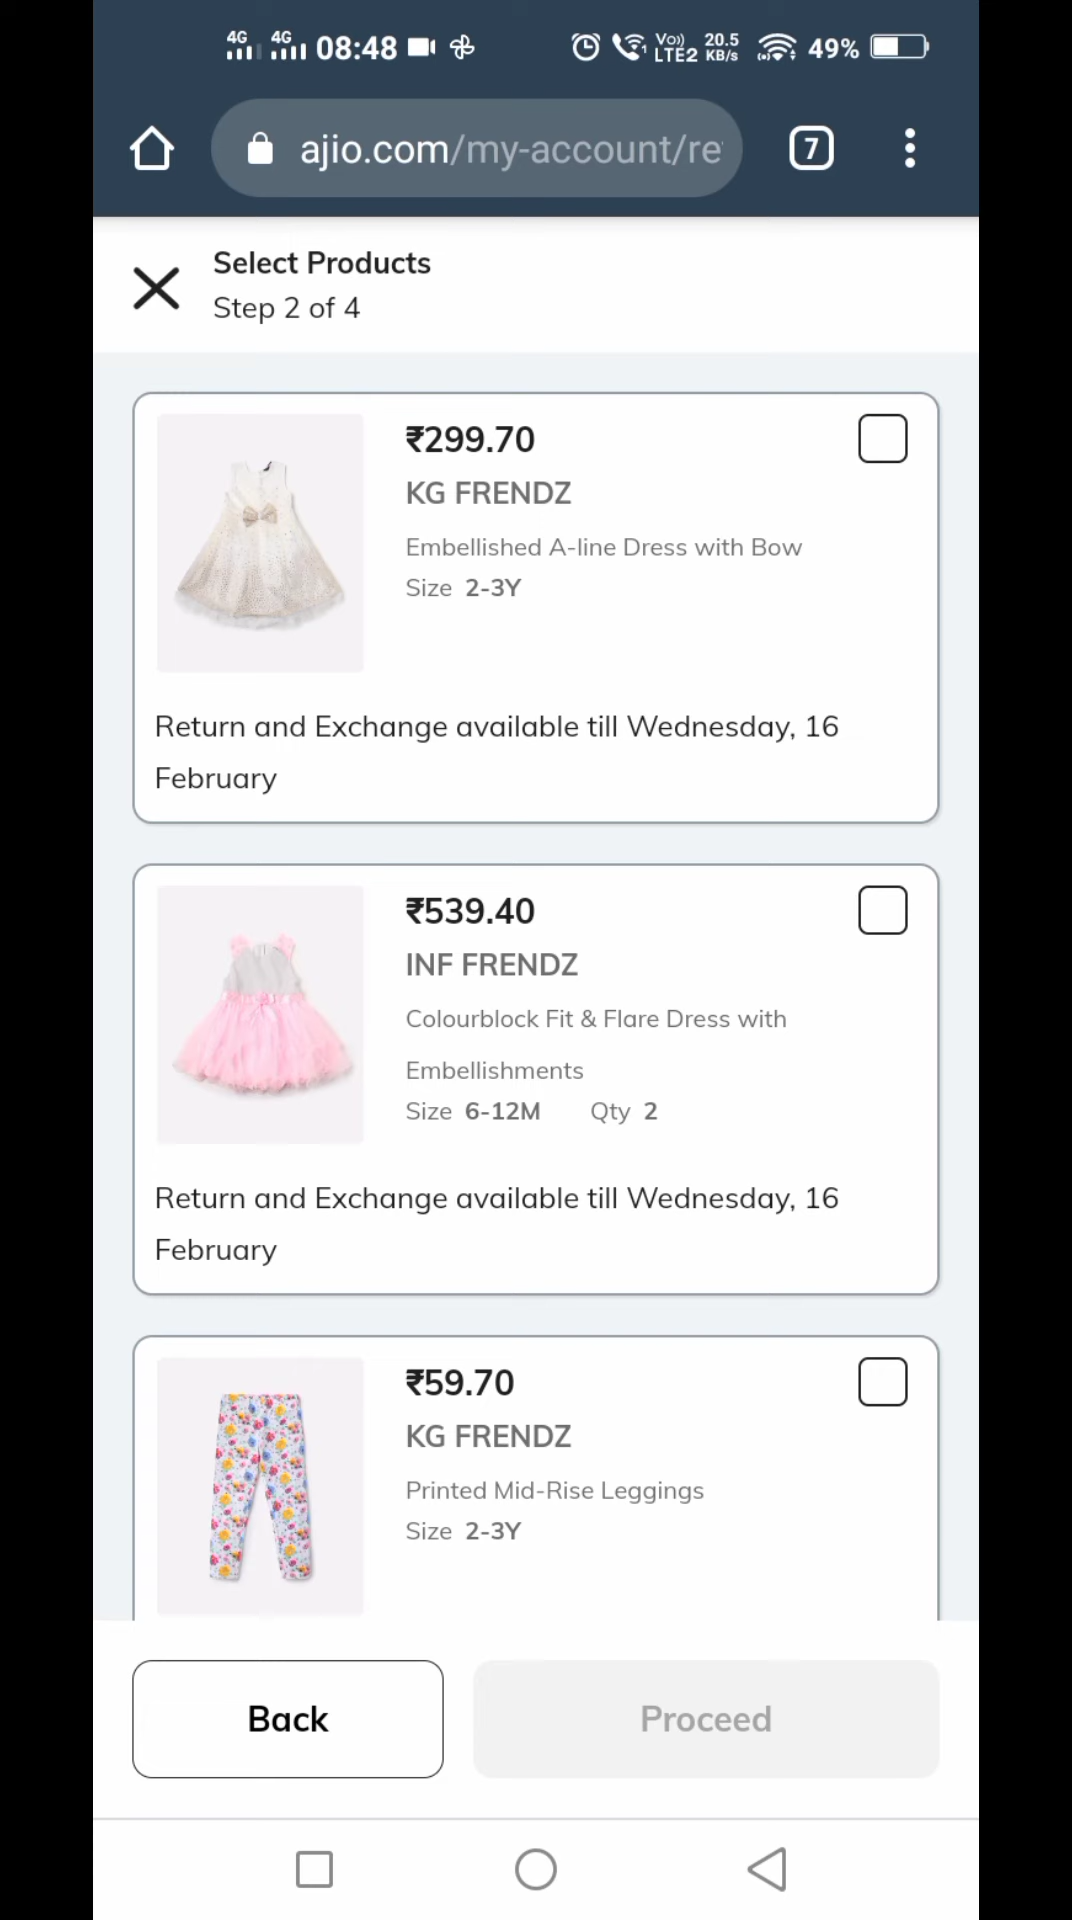 4G 4G 08:48 Vo)) LTE2 20.5 KB/s 49%
ajio.com/my-account/re
7
Select Products
Step 2 of 4
₹299.70
KG FRENDZ
Embellished A-line Dress with Bow
Size 2-3Y
Return and Exchange available till Wednesday, 16
February
₹539.40
INF FRENDZ
Colourblock Fit & Flare Dress with
Embellishments
Size 6-12M Qty 2
Return and Exchange available till Wednesday, 16
February
₹59.70
KG FRENDZ
Printed Mid-Rise Leggings
Size 2-3Y
Back Proceed